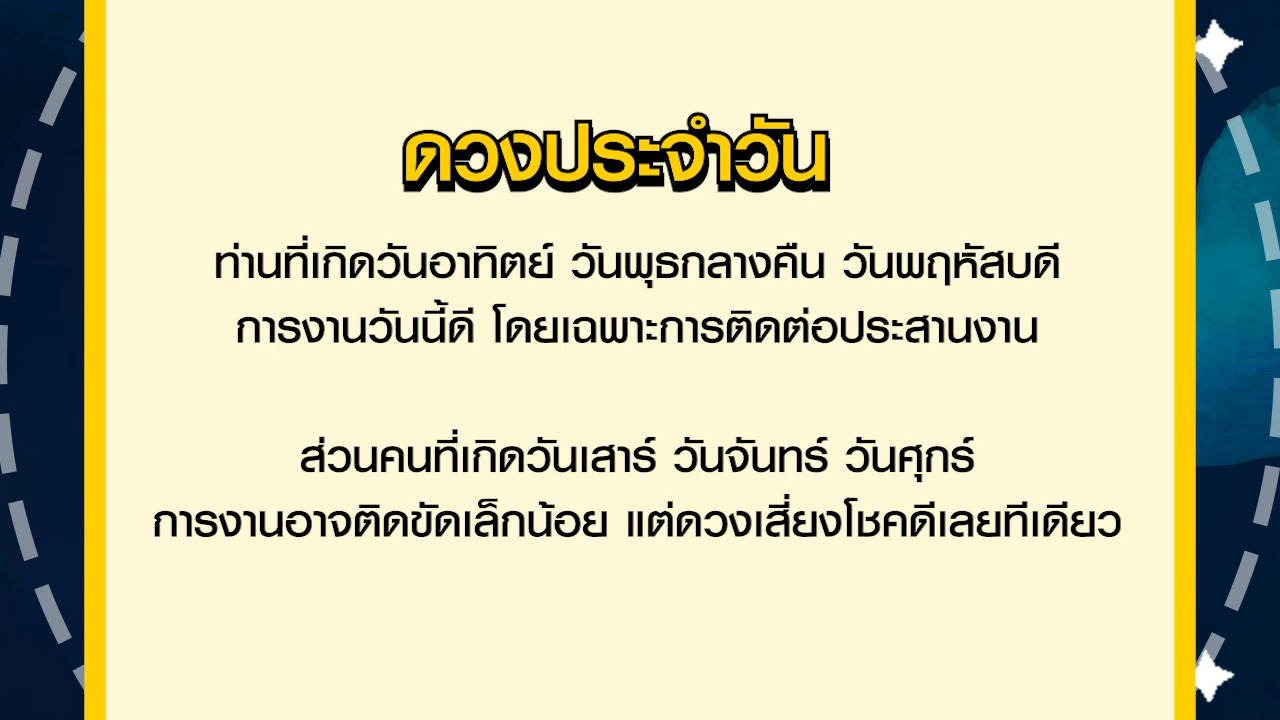 ดวงประจำวัน
ท่านที่เกิดวันอาทิตย์ วันพุธกลางคืน วันพฤหัสบดี
การงานวันนี้ดี โดยเฉพาะการติดต่อประสานงาน
ส่วนคนที่เกิดวันเสาร์ วันจันทร์ วันศุกร์
การงานอาจติดขัดเล็กน้อย แต่ดวงเสี่ยงโชคดีเลยทีเดียว